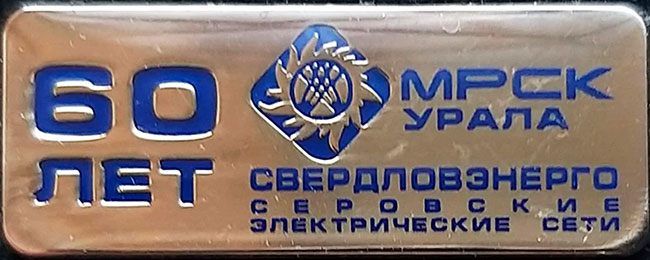 60
ЛЕТ
МРСК
УРАЛА
СВЕРДЛОВЭНЕРГО
СЕРОВСКИЕ
ЭЛЕКТРИЧЕСКИЕ СЕТИ